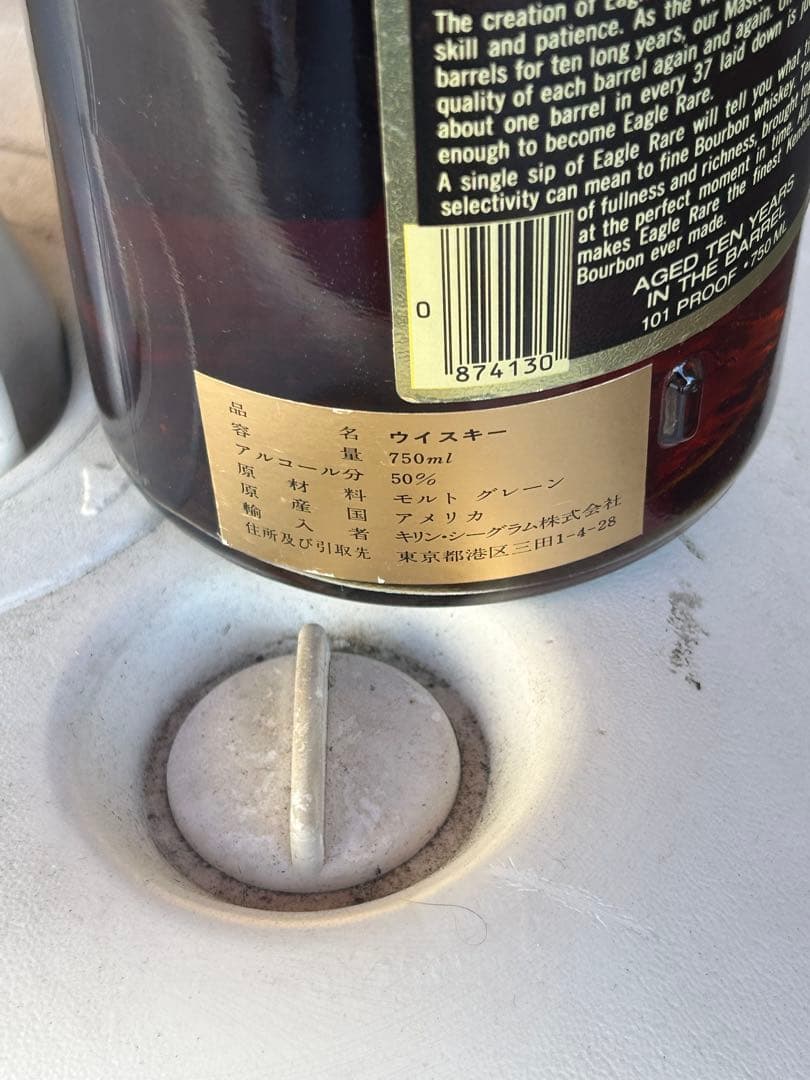 The creation of Eagle
skill and patience. As the
barrels for ten long years, our Master
quality of each barrel again and again.
about one barrel in every 37 laid down is
enough to become Eagle Rare.
A single sip of Eagle Rare will tell you what
selectivity can mean to fine Bourbon whiskey.
of fullness and richness, brought
at the perfect moment in time.
makes Eagle Rare the finest
Bourbon ever made.
AGED TEN YEARS
IN THE BARREL
101 PROOF • 750 ML
0 874130
品名 ウイスキー
容量 750ml
アルコール分 50%
原材料 モルト グレーン
原産国 アメリカ
輸入者 キリン・シーグラム株式会社
住所及び引取先 東京都港区三田1-4-28